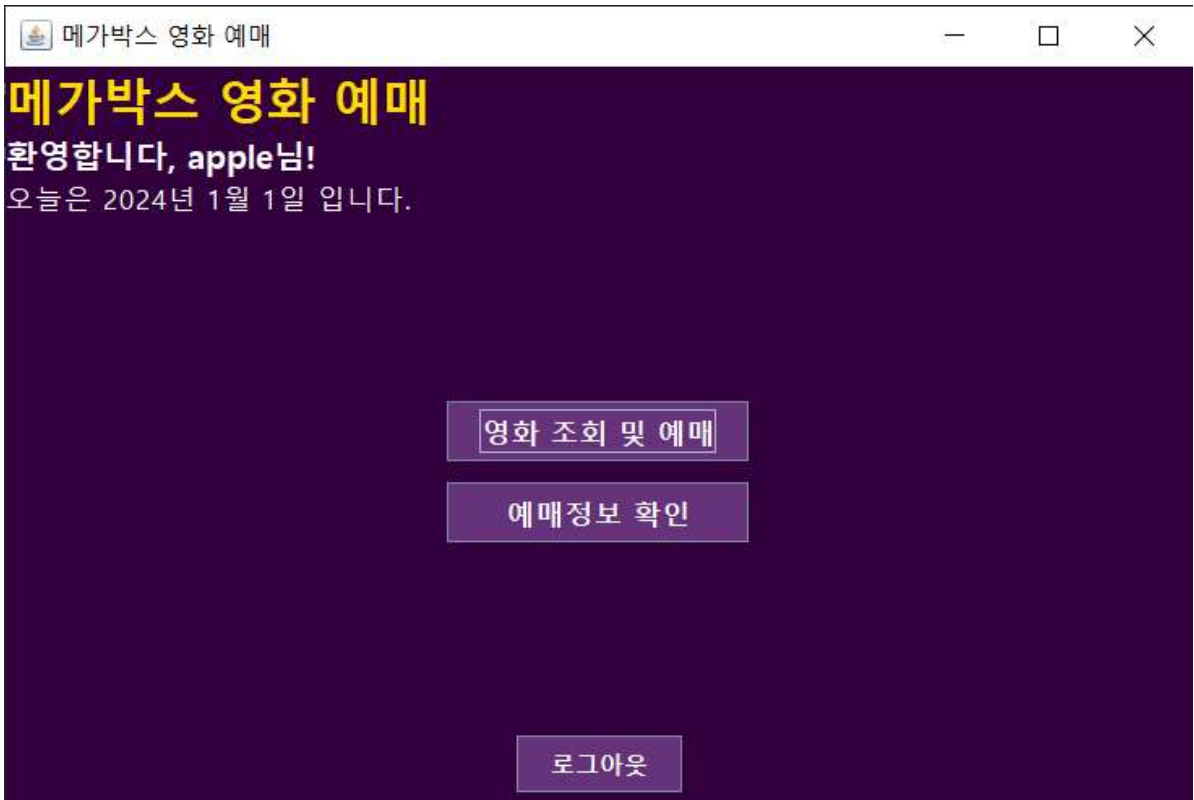 메가박스 영화 예매
메가박스 영화 예매
환영합니다, apple님!
오늘은 2024년 1월 1일 입니다.
영화 조회 및 예매
예매정보 확인
로그아웃